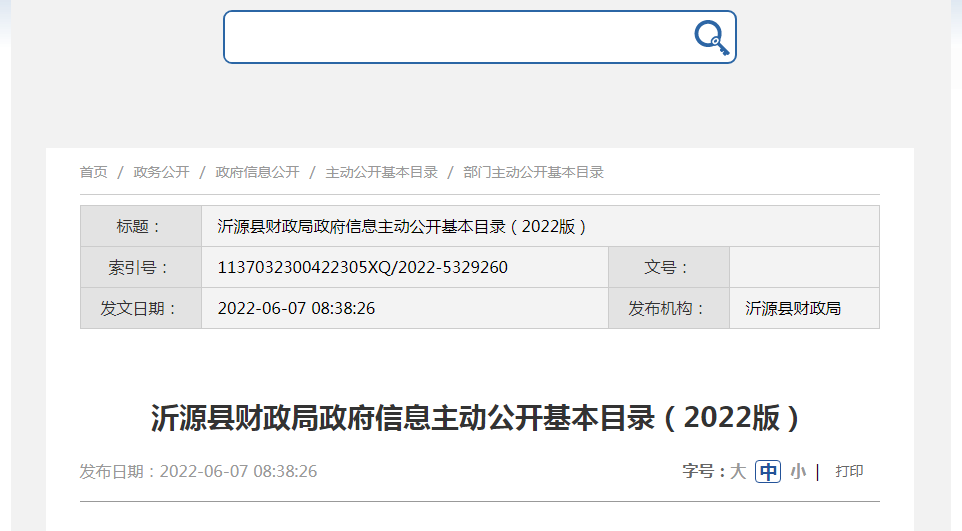 首页 / 政务公开 / 政府信息公开 / 主动公开基本目录 / 部门主动公开基本目录
标题： 沂源县财政局政府信息主动公开基本目录（2022版）
索引号： 1137032300422305XQ/2022-5329260 文号：
发文日期： 2022-06-07 08:38:26 发布机构： 沂源县财政局
沂源县财政局政府信息主动公开基本目录（2022版）
发布日期：2022-06-07 08:38:26 字号：大 中 小 | 打印